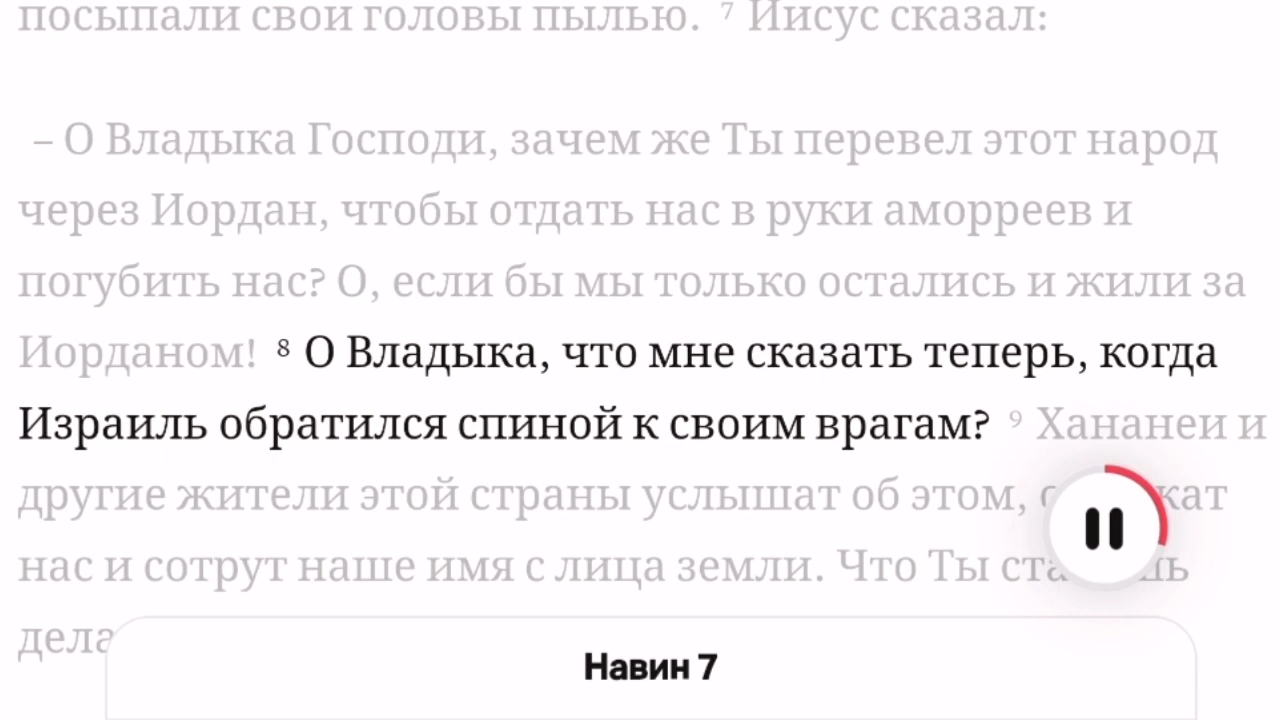 посыпали свои головы пылью. 7 Иисус сказал:
– О Владыка Господи, зачем же Ты перевел этот народ
через Иордан, чтобы отдать нас в руки аморреев и
погубить нас? О, если бы мы только остались и жили за
Иорданом! 8 О Владыка, что мне сказать теперь, когда
Израиль обратился спиной к своим врагам? 9 Хананеи и
другие жители этой страны услышат об этом,
нас и сотрут наше имя с лица земли. Что Ты
Навин 7